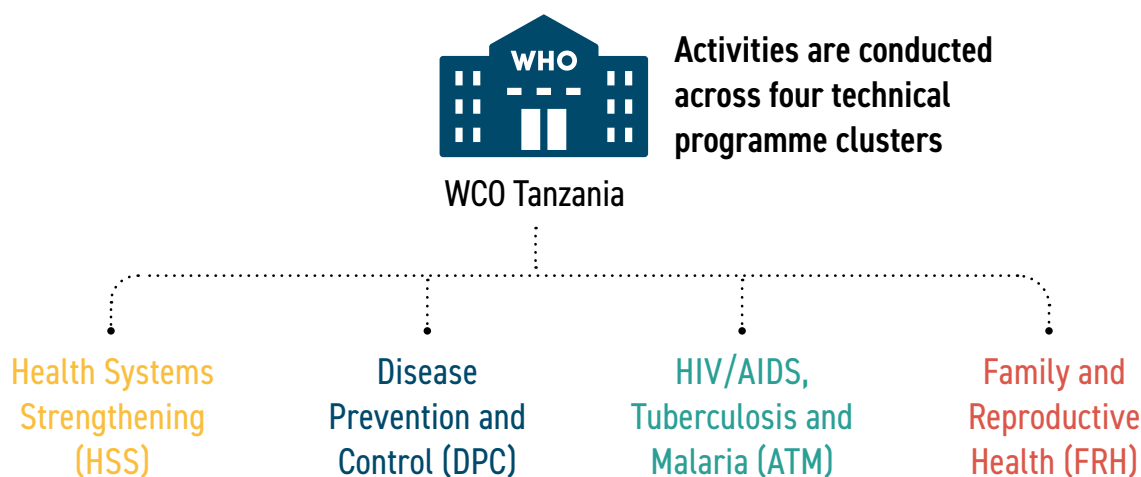 WHO
Activities are conducted
across four technical
programme clusters
WCO Tanzania
Health Systems
Strengthening
(HSS)
Disease
Prevention and
Control (DPC)
HIV/AIDS,
Tuberculosis and
Malaria (ATM)
Family and
Reproductive
Health (FRH)